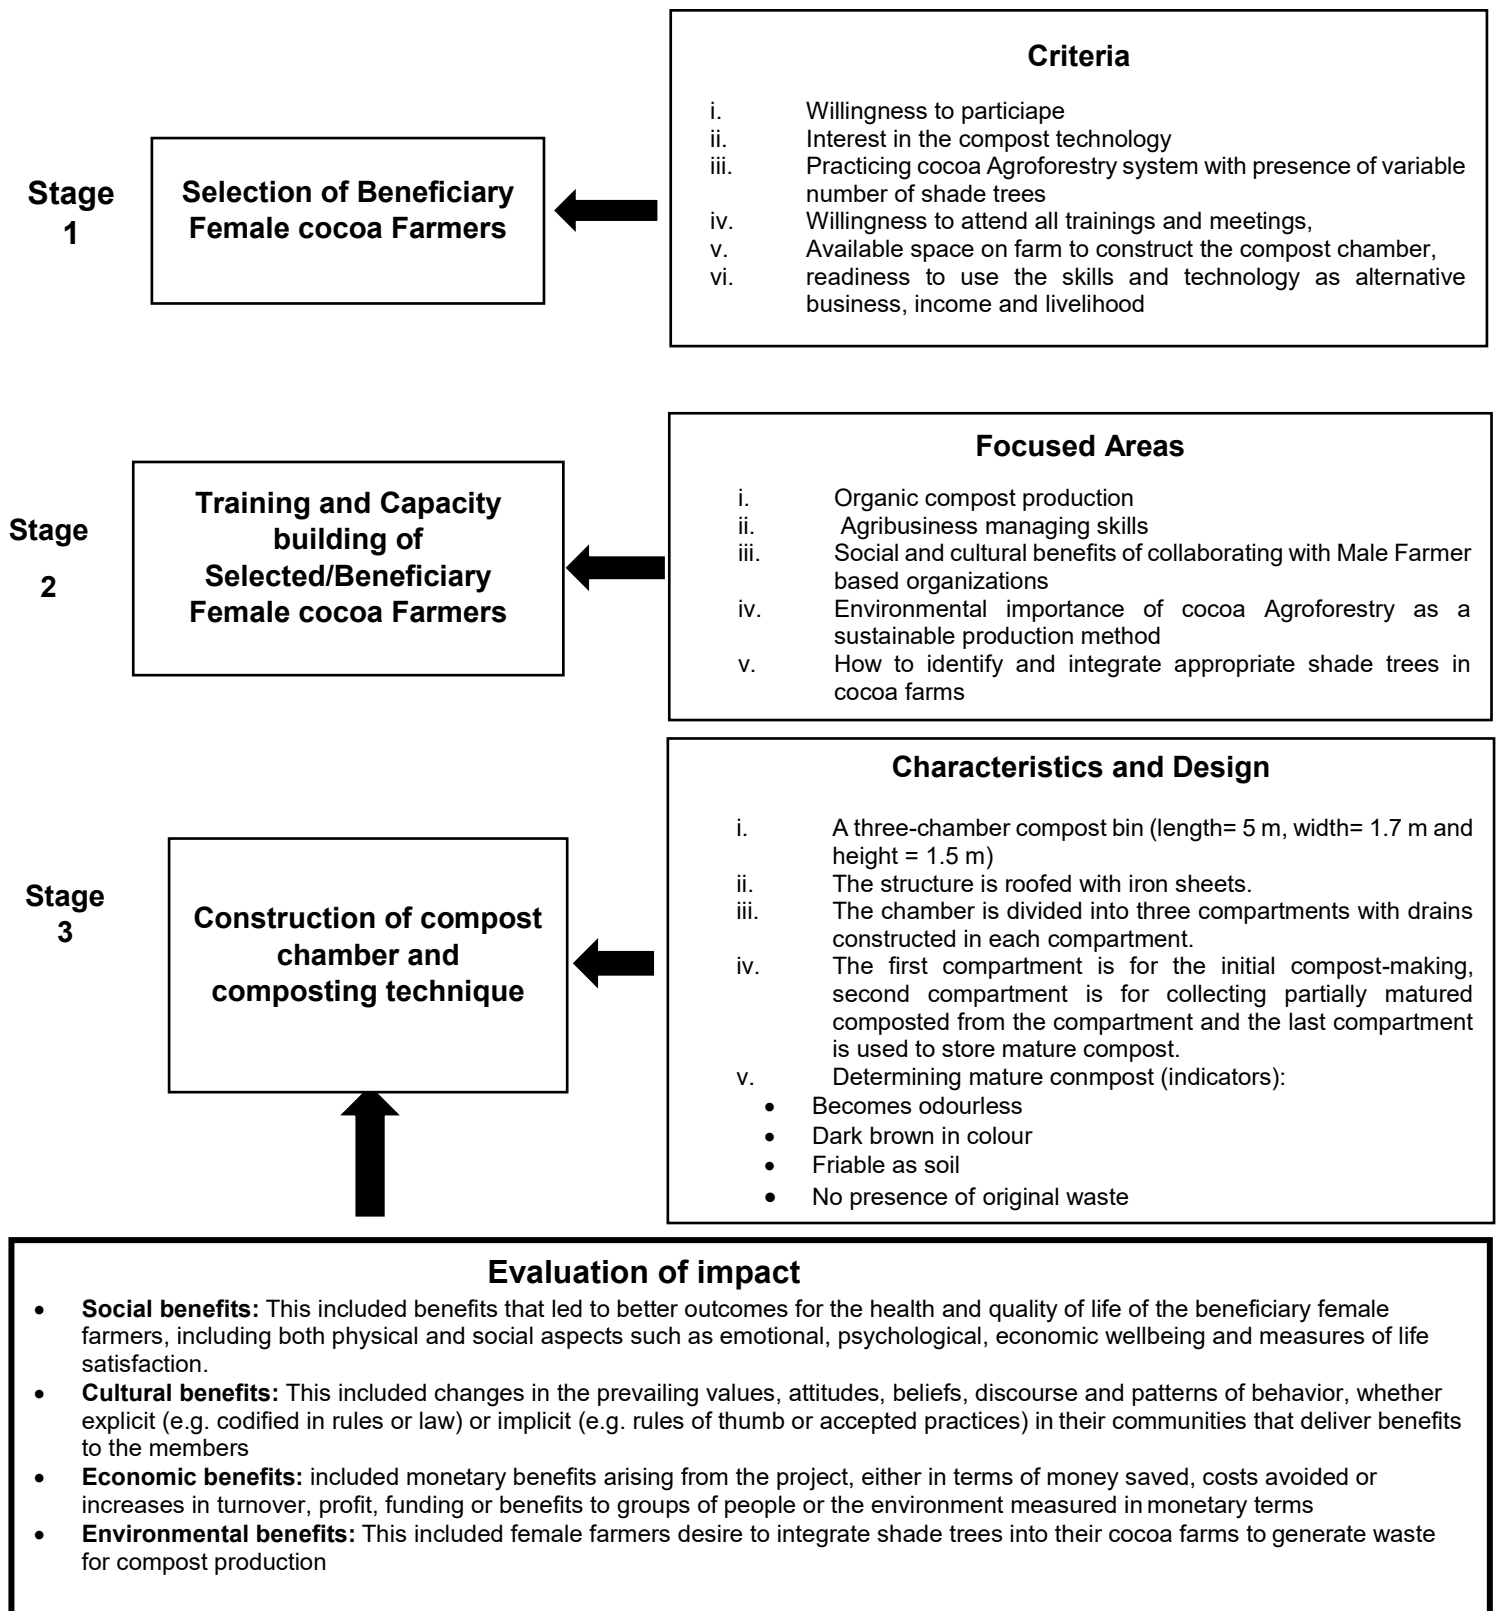 Criteria
i. Willingness to particiape
ii. Interest in the compost technology
iii. Practicing cocoa Agroforestry system with presence of variable
number of shade trees
iv. Willingness to attend all trainings and meetings,
v. Available space on farm to construct the compost chamber,
vi. readiness to use the skills and technology as alternative
business, income and livelihood
Stage
1
Selection of Beneficiary
Female cocoa Farmers
Focused Areas
i. Organic compost production
ii. Agribusiness managing skills
iii. Social and cultural benefits of collaborating with Male Farmer
based organizations
iv. Environmental importance of cocoa Agroforestry as a
sustainable production method
v. How to identify and integrate appropriate shade trees in
cocoa farms
Stage
2
Training and Capacity
building of
Selected/Beneficiary
Female cocoa Farmers
Characteristics and Design
i. A three-chamber compost bin (length= 5 m, width= 1.7 m and
height = 1.5 m)
ii. The structure is roofed with iron sheets.
iii. The chamber is divided into three compartments with drains
constructed in each compartment.
iv. The first compartment is for the initial compost-making,
second compartment is for collecting partially matured
composted from the compartment and the last compartment
is used to store mature compost.
v. Determining mature conmpost (indicators):
• Becomes odourless
• Dark brown in colour
• Friable as soil
• No presence of original waste
Stage
3
Construction of compost
chamber and
composting technique
Evaluation of impact
• Social benefits: This included benefits that led to better outcomes for the health and quality of life of the beneficiary female
farmers, including both physical and social aspects such as emotional, psychological, economic wellbeing and measures of life
satisfaction.
• Cultural benefits: This included changes in the prevailing values, attitudes, beliefs, discourse and patterns of behavior, whether
explicit (e.g. codified in rules or law) or implicit (e.g. rules of thumb or accepted practices) in their communities that deliver benefits
to the members
• Economic benefits: included monetary benefits arising from the project, either in terms of money saved, costs avoided or
increases in turnover, profit, funding or benefits to groups of people or the environment measured in monetary terms
• Environmental benefits: This included female farmers desire to integrate shade trees into their cocoa farms to generate waste
for compost production